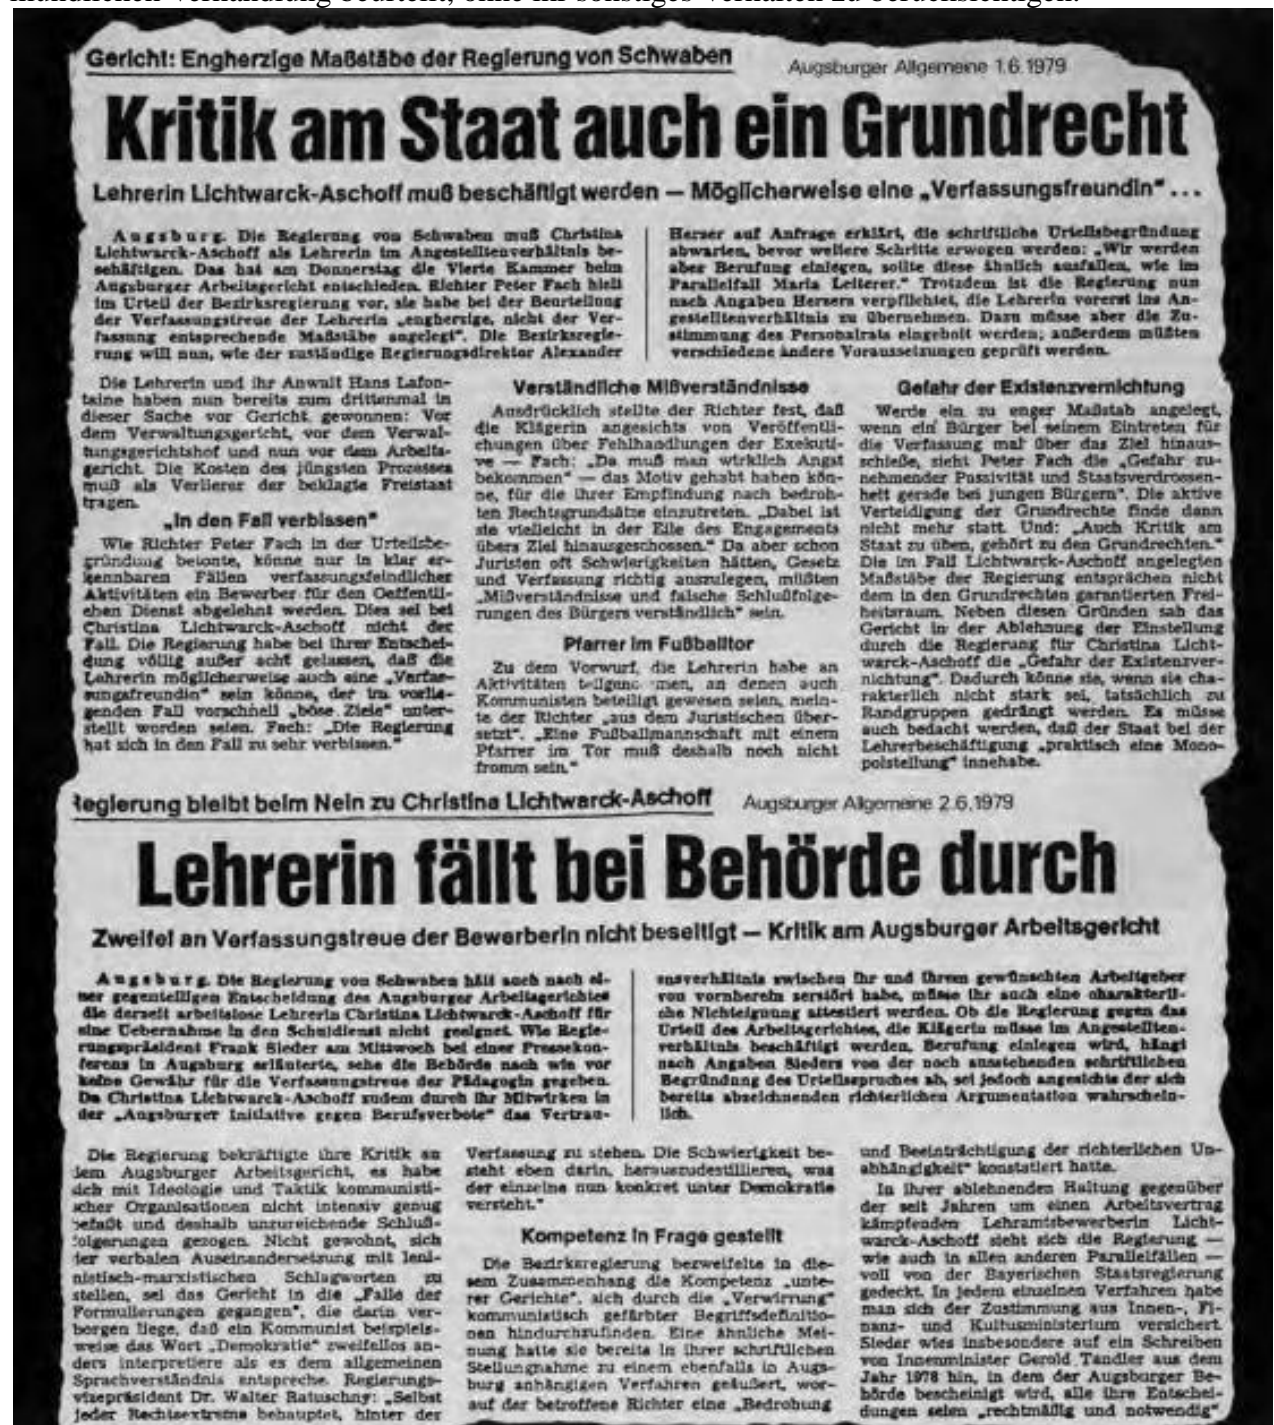 mündlichen Verhandlung beurteilt, ohne ihr sonstiges Verhalten zu berücksichtigen.
Gericht: Engherzige Maßstäbe der Regierung von Schwaben
Augsburger Allgemeine 1.6.1979
Kritik am Staat auch ein Grundrecht
Lehrerin Lichtwarck-Aschoff muß beschäftigt werden — Möglicherweise eine „Verfassungsfreundin“ ...
Augsburg. Die Regierung von Schwaben muß Christina
Lichtwarck-Aschoff als Lehrerin im Angestelltenverhältnis be-
schäftigen. Das hat am Donnerstag die Vierte Kammer beim
Augsburger Arbeitsgericht entschieden. Richter Peter Fach hielt
im Urteil der Bezirksregierung vor, sie habe bei der Beurteilung
der Verfassungstreue der Lehrerin „engherzige, nicht der Ver-
fassung entsprechende Maßstäbe angelegt“. Die Bezirksregie-
rung will nun, wie der zuständige Regierungsdirektor Alexander
Herser auf Anfrage erklärt, die schriftliche Urteilsbegründung
abwarten, bevor weitere Schritte erwogen werden: „Wir werden
aber Berufung einlegen, sollte diese ähnlich ausfallen, wie im
Parallelfall Maria Leiterer.“ Trotzdem ist die Regierung nun
nach Angaben Hersers verpflichtet, die Lehrerin vorerst ins An-
gestelltenverhältnis zu übernehmen. Dazu müsse aber die Zu-
stimmung des Personalrats eingeholt werden; außerdem müßten
verschiedene andere Voraussetzungen geprüft werden.
Die Lehrerin und ihr Anwalt Hans Lafon-
taine haben nun bereits zum drittenmal in
dieser Sache vor Gericht gewonnen: Vor
dem Verwaltungsgericht, vor dem Verwal-
tungsgerichtshof und nun vor dem Arbeits-
gericht. Die Kosten des jüngsten Prozesses
muß als Verlierer der beklagte Freistaat
tragen.
„In den Fall verbissen“
Wie Richter Peter Fach in der Urteilsbe-
gründung betonte, könne nur in klar er-
kennbaren Fällen verfassungsfeindlicher
Aktivitäten ein Bewerber für den Oeffentli-
chen Dienst abgelehnt werden. Dies sei bei
Christina Lichtwarck-Aschoff nicht der
Fall. Die Regierung habe bei ihrer Entschei-
dung völlig außer acht gelassen, daß die
Lehrerin möglicherweise auch eine „Verfas-
sungsfreundin“ sein könne, der im vorlie-
genden Fall vorschnell „böse Ziele“ unter-
stellt worden seien. Fach: „Die Regierung
hat sich in den Fall zu sehr verbissen.“
Verständliche Mißverständnisse
Ausdrücklich stellte der Richter fest, daß
die Klägerin angesichts von Veröffentli-
chungen über Fehlhandlungen der Exekuti-
ve — Fach: „Da muß man wirklich Angst
bekommen“ — das Motiv gehabt haben kön-
ne, für die ihrer Empfindung nach bedroh-
ten Rechtsgrundsätze einzutreten. „Dabei ist
sie vielleicht in der Eile des Engagements
übers Ziel hinausgeschossen.“ Da aber schon
Juristen oft Schwierigkeiten hätten, Gesetz
und Verfassung richtig auszulegen, müßten
„Mißverständnisse und falsche Schlußfolge-
rungen des Bürgers verständlich“ sein.
Pfarrer im Fußballtor
Zu dem Vorwurf, die Lehrerin habe an
Aktivitäten teilgenommen, an denen auch
Kommunisten beteiligt gewesen seien, mein-
te der Richter „aus dem Juristischen über-
setzt“. „Eine Fußballmannschaft mit einem
Pfarrer im Tor muß deshalb noch nicht
fromm sein.“
Gefahr der Existenzvernichtung
Werde ein zu enger Maßstab angelegt,
wenn ein Bürger bei seinem Eintreten für
die Verfassung mal über das Ziel hinaus-
schieße, sieht Peter Fach die „Gefahr zu-
nehmender Passivität und Staatsverdrossen-
heit gerade bei jungen Bürgern“. Die aktive
Verteidigung der Grundrechte finde dann
nicht mehr statt. Und: „Auch Kritik am
Staat zu üben, gehört zu den Grundrechten.“
Die im Fall Lichtwarck-Aschoff angelegten
Maßstäbe der Regierung entsprächen nicht
dem in den Grundrechten garantierten Frei-
heitsraum. Neben diesen Gründen sah das
Gericht in der Ablehnung der Einstellung
durch die Regierung für Christina Licht-
warck-Aschoff die „Gefahr der Existenzver-
nichtung“. Dadurch könne sie, wenn sie cha-
rakterlich nicht stark sei, tatsächlich zu
Randgruppen gedrängt werden. Es müsse
auch bedacht werden, daß der Staat bei der
Lehrerbeschäftigung „praktisch eine Mono-
polstellung“ innehabe.
Regierung bleibt beim Nein zu Christina Lichtwarck-Aschoff
Augsburger Allgemeine 2.6.1979
Lehrerin fällt bei Behörde durch
Zweifel an Verfassungstreue der Bewerberin nicht beseitigt — Kritik am Augsburger Arbeitsgericht
Augsburg. Die Regierung von Schwaben hält auch nach ei-
ner gegenteiligen Entscheidung des Augsburger Arbeitsgerichtes
die derzeit arbeitslose Lehrerin Christina Lichtwarck-Aschoff für
eine Uebernahme in den Schuldienst nicht geeignet. Wie Regie-
rungspräsident Frank Sieder am Mittwoch bei einer Pressekon-
ferenz in Augsburg erläuterte, sehe die Behörde nach wie vor
keine Gewähr für die Verfassungstreue der Pädagogin gegeben.
Da Christina Lichtwarck-Aschoff zudem durch ihr Mitwirken in
der „Augsburger Initiative gegen Berufsverbote“ das Vertrau-
ensverhältnis zwischen ihr und ihrem gewünschten Arbeitgeber
von vornherein zerstört habe, müsse ihr auch eine charakterli-
che Nichteignung attestiert werden. Ob die Regierung gegen das
Urteil des Arbeitsgerichtes, die Klägerin müsse im Angestellten-
verhältnis beschäftigt werden, Berufung einlegen wird, hängt
nach Angaben Sieders von der noch ausstehenden schriftlichen
Begründung des Urteilsspruches ab, sei jedoch angesichts der sich
bereits abzeichnenden richterlichen Argumentation wahrschein-
lich.
Die Regierung bekräftigte ihre Kritik an
dem Augsburger Arbeitsgericht, es habe
sich mit Ideologie und Taktik kommunisti-
scher Organisationen nicht intensiv genug
befaßt und deshalb unzureichende Schluß-
folgerungen gezogen. Nicht gewohnt, sich
der verbalen Auseinandersetzung mit leni-
nistisch-marxistischen Schlagworten zu
stellen, sei das Gericht in die „Falle der
Formulierungen gegangen“, die darin ver-
borgen liege, daß ein Kommunist beispiels-
weise das Wort „Demokratie“ zweifellos an-
ders interpretiere als es dem allgemeinen
Sprachverständnis entspreche. Regierungs-
vizepräsident Dr. Walter Ratuschny: „Selbst
jeder Rechtsextreme behauptet, hinter der
Verfassung zu stehen. Die Schwierigkeit be-
steht eben darin, herauszudestillieren, was
der einzelne nun konkret unter Demokratie
versteht.“
Kompetenz in Frage gestellt
Die Bezirksregierung bezweifelte in die-
sem Zusammenhang die Kompetenz „unte-
rer Gerichte“, sich durch die „Verwirrung“
kommunistisch gefärbter Begriffsdefinitio-
nen hindurchzufinden. Eine ähnliche Mei-
nung hatte sie bereits in ihrer schriftlichen
Stellungnahme zu einem ebenfalls in Augs-
burg anhängigen Verfahren geäußert, wor-
auf der betroffene Richter eine „Bedrohung
und Beeinträchtigung der richterlichen Un-
abhängigkeit“ konstatiert hatte.
In ihrer ablehnenden Haltung gegenüber
der seit Jahren um einen Arbeitsvertrag
kämpfenden Lehramtsbewerberin Licht-
warck-Aschoff sieht sich die Regierung —
wie auch in allen anderen Parallelfällen —
voll von der Bayerischen Staatsregierung
gedeckt. In jedem einzelnen Verfahren habe
man sich der Zustimmung aus Innen-, Fi-
nanz- und Kultusministerium versichert.
Sieder wies insbesondere auf ein Schreiben
von Innenminister Gerold Tandler aus dem
Jahr 1978 hin, in dem der Augsburger Be-
hörde bescheinigt wird, alle ihre Entschei-
dungen seien „rechtmäßig und notwendig“